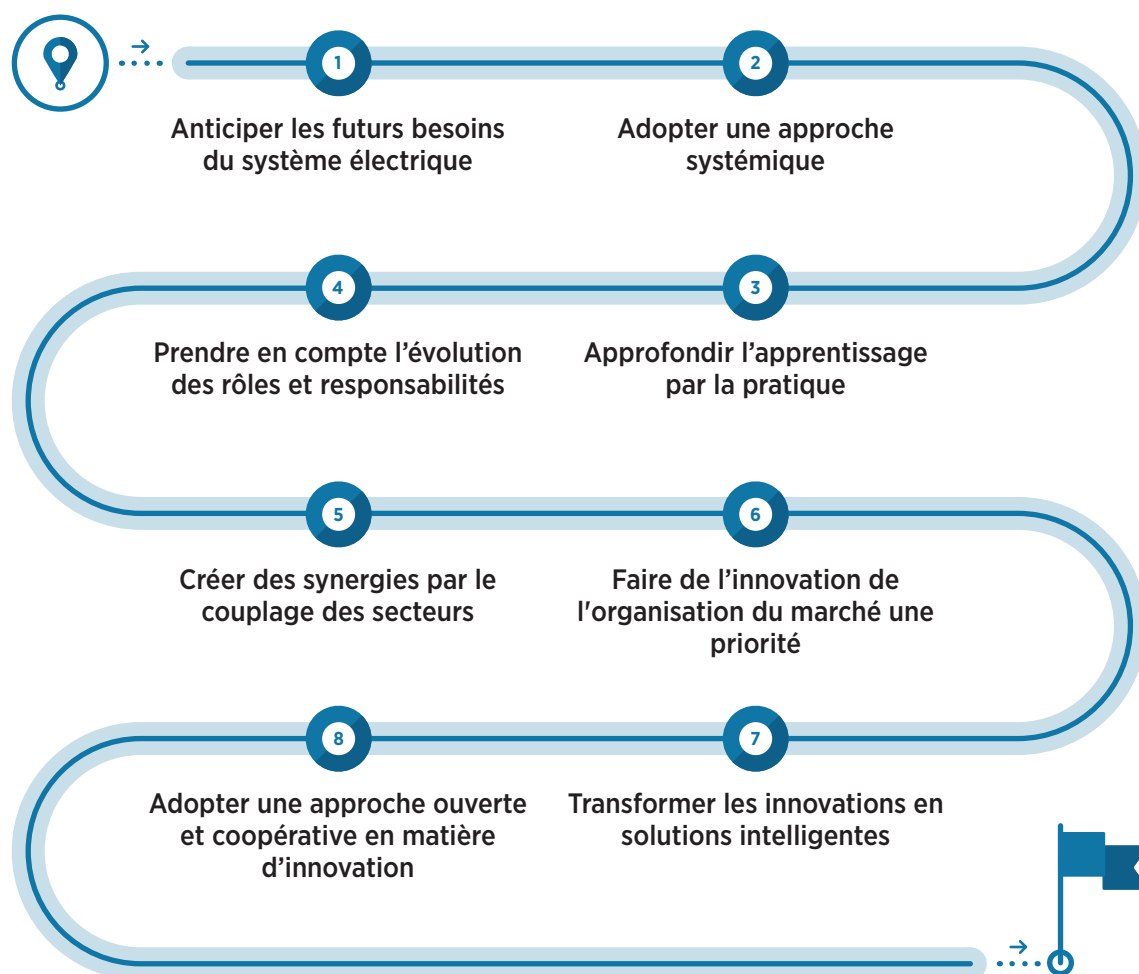 1
Anticiper les futurs besoins
du système électrique
2
Adopter une approche
systémique
3
Approfondir l’apprentissage
par la pratique
4
Prendre en compte l’évolution
des rôles et responsabilités
5
Créer des synergies par le
couplage des secteurs
6
Faire de l’innovation de
l'organisation du marché une
priorité
7
Transformer les innovations en
solutions intelligentes
8
Adopter une approche ouverte
et coopérative en matière
d’innovation